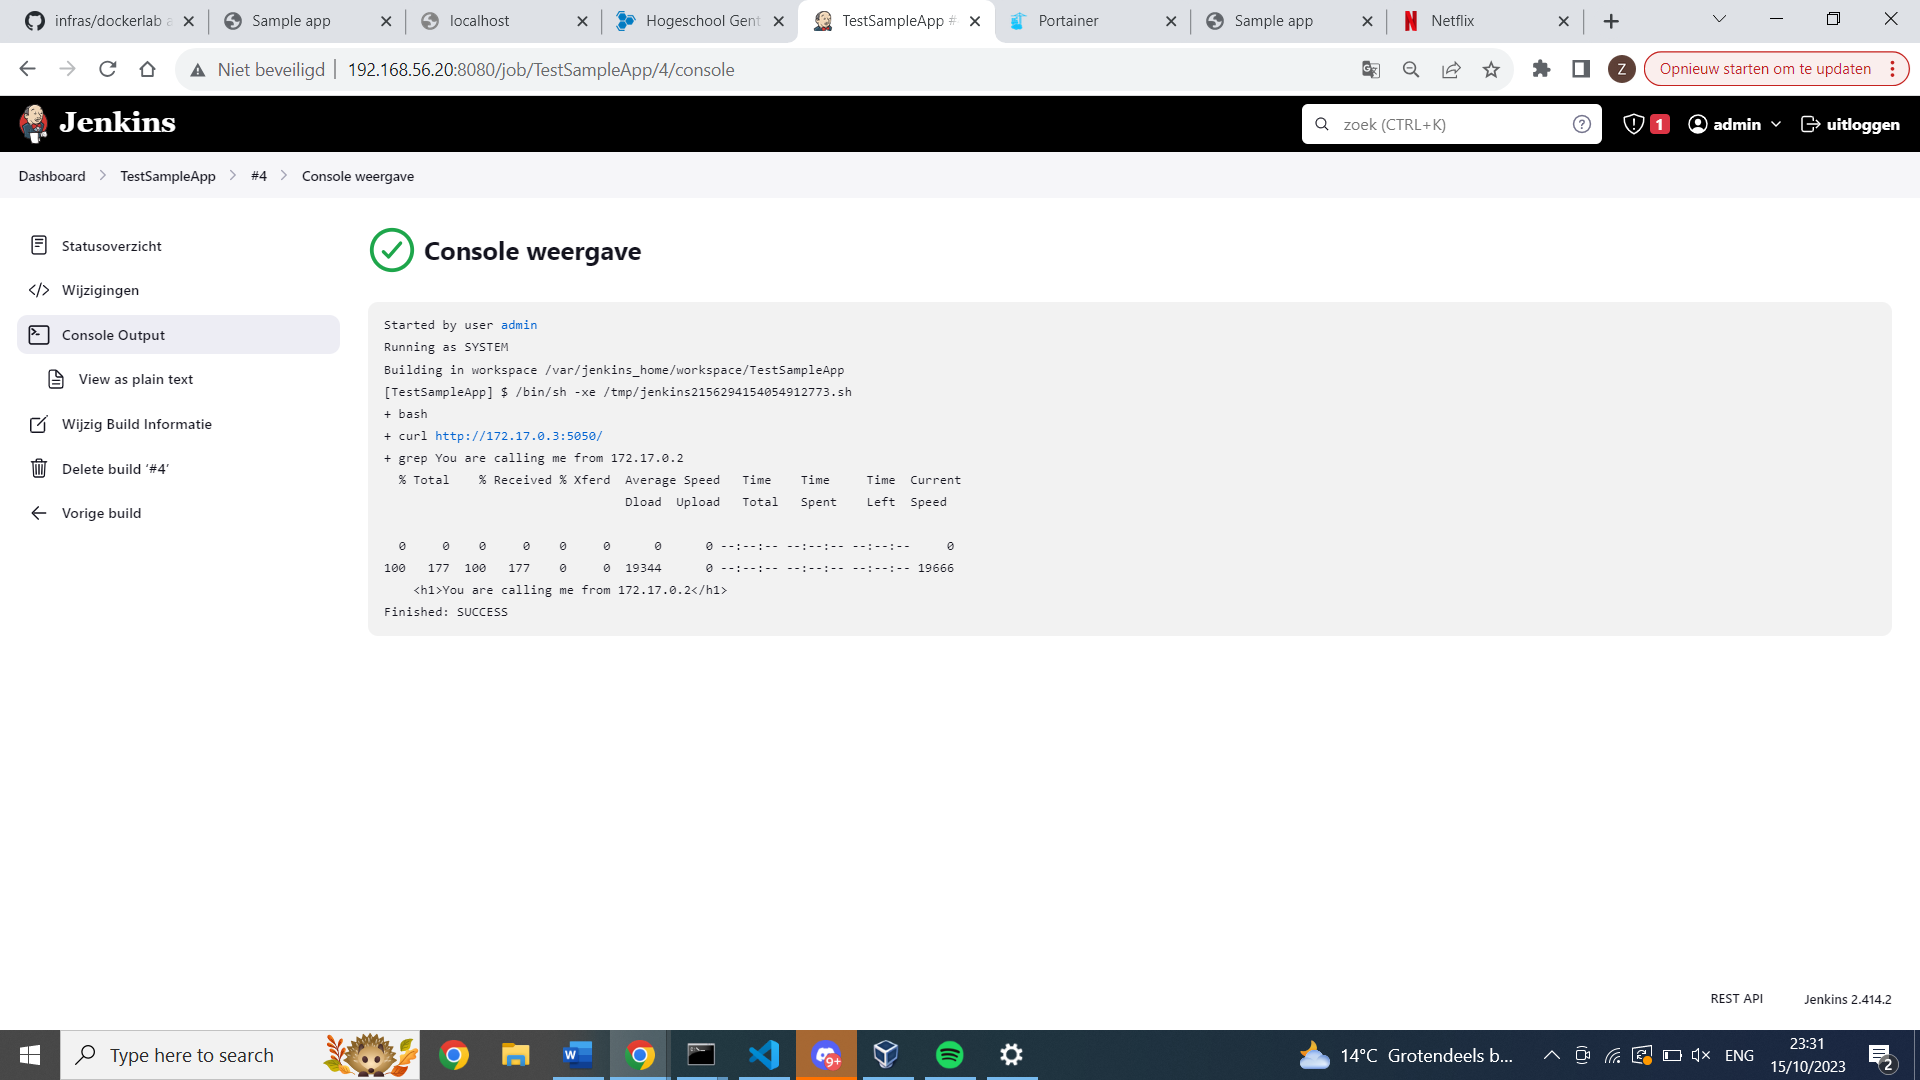 infras/dockerlab a
Sample app
localhost
Hogeschool Gent
TestSampleApp #
Portainer
Sample app
Netflix
Niet beveiligd
192.168.56.20:8080/job/TestSampleApp/4/console
Z
Opnieuw starten om te updaten
Jenkins
zoek (CTRL+K)
1
admin
uitloggen
Dashboard
TestSampleApp
#4
Console weergave
Statusoverzicht
Wijzigingen
Console Output
View as plain text
Wijzig Build Informatie
Delete build ‘#4’
Vorige build
Console weergave
Started by user admin
Running as SYSTEM
Building in workspace /var/jenkins_home/workspace/TestSampleApp
[TestSampleApp] $ /bin/sh -xe /tmp/jenkins2156294154054912773.sh
+ bash
+ curl http://172.17.0.3:5050/
+ grep You are calling me from 172.17.0.2
  % Total    % Received % Xferd  Average Speed   Time    Time     Time  Current
                                 Dload  Upload   Total   Spent    Left  Speed
  0     0    0     0    0     0      0      0 --:--:-- --:--:-- --:--:--     0
100   177  100   177    0     0  19344      0 --:--:-- --:--:-- --:--:-- 19666
    <h1>You are calling me from 172.17.0.2</h1>
Finished: SUCCESS
REST API
Jenkins 2.414.2
Type here to search
9+
14°C Grotendeels b...
ENG
23:31
15/10/2023
2